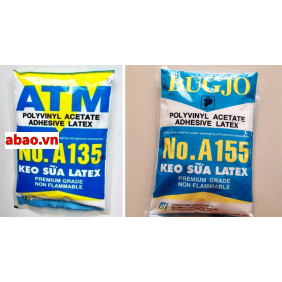 ATM
POLYVINYL ACETATE
ADHESIVE LATEX
abao.vn
No. A135
KEO SỮA LATEX
PREMIUM GRADE
NON FLAMMABLE
BUGJO
POLYVINYL ACETATE
ADHESIVE LATEX
No. A155
KEO SỮA LATEX
PREMIUM GRADE
NON FLAMMABLE